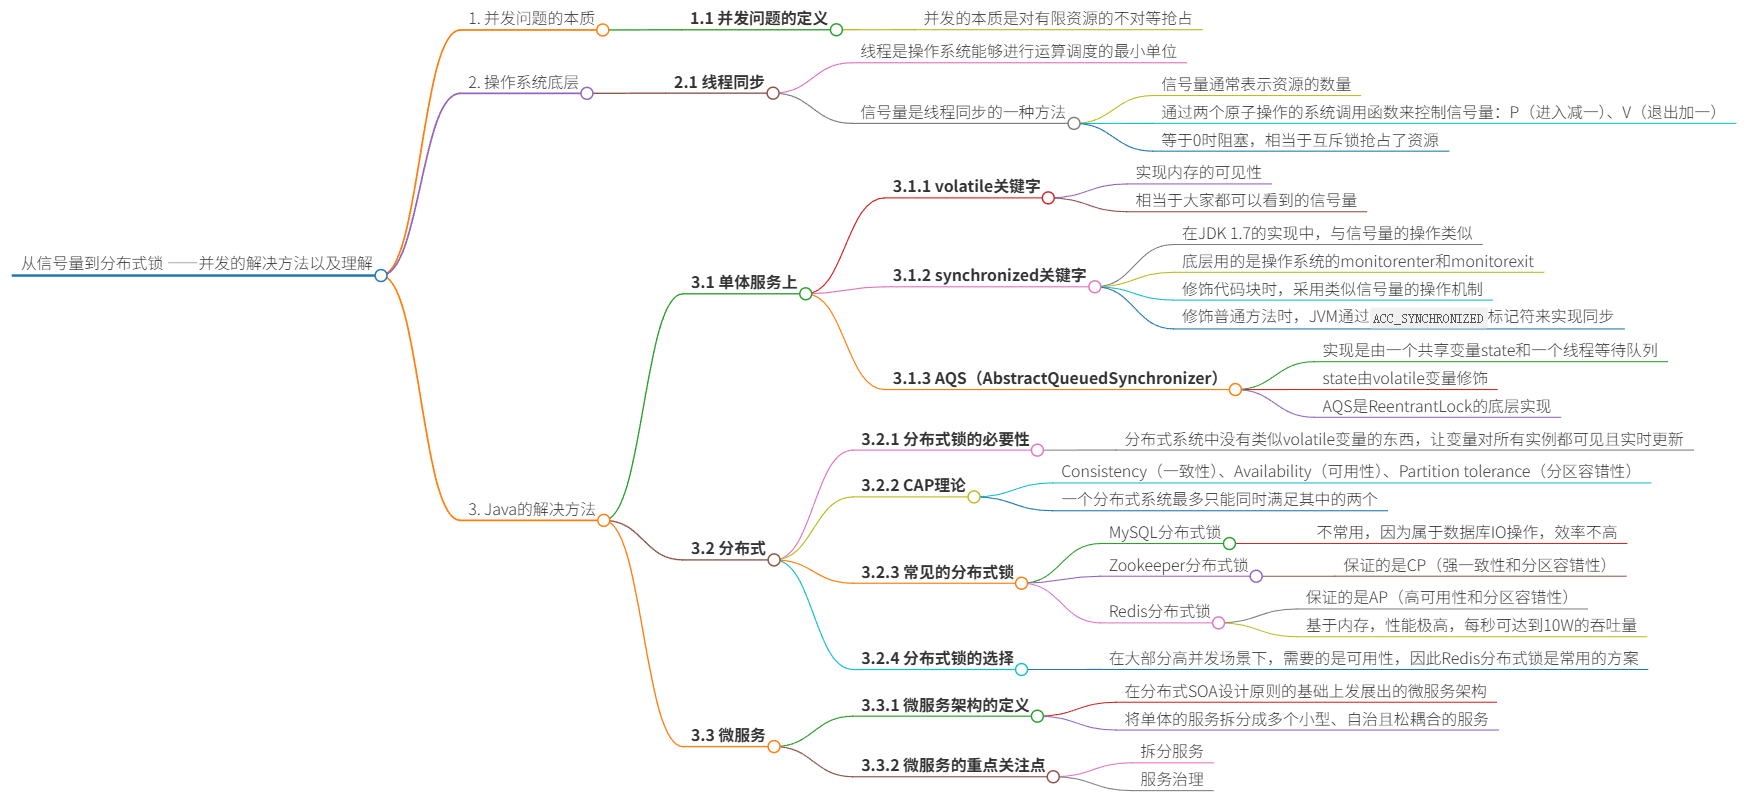 从信号量到分布式锁 ——并发的解决方法以及理解
1. 并发问题的本质
1.1 并发问题的定义
并发的本质是对有限资源的不对等抢占
2. 操作系统底层
2.1 线程同步
线程是操作系统能够进行运算调度的最小单位
信号量是线程同步的一种方法
信号量通常表示资源的数量
通过两个原子操作的系统调用函数来控制信号量：P（进入减一）、V（退出加一）
等于0时阻塞，相当于互斥锁抢占了资源
3. Java的解决方法
3.1 单体服务上
3.1.1 volatile关键字
实现内存的可见性
相当于大家都可以看到的信号量
3.1.2 synchronized关键字
在JDK 1.7的实现中，与信号量的操作类似
底层用的是操作系统的monitorenter和monitorexit
修饰代码块时，采用类似信号量的操作机制
修饰普通方法时，JVM通过 ACC_SYNCHRONIZED 标记符来实现同步
3.1.3 AQS（AbstractQueuedSynchronizer）
实现是由一个共享变量state和一个线程等待队列
state由volatile变量修饰
AQS是ReentrantLock的底层实现
3.2 分布式
3.2.1 分布式锁的必要性
分布式系统中没有类似volatile变量的东西，让变量对所有实例都可见且实时更新
3.2.2 CAP理论
Consistency（一致性）、Availability（可用性）、Partition tolerance（分区容错性）
一个分布式系统最多只能同时满足其中的两个
3.2.3 常见的分布式锁
MySQL分布式锁
不常用，因为属于数据库IO操作，效率不高
Zookeeper分布式锁
保证的是CP（强一致性和分区容错性）
Redis分布式锁
保证的是AP（高可用性和分区容错性）
基于内存，性能极高，每秒可达到10W的吞吐量
3.2.4 分布式锁的选择
在大部分高并发场景下，需要的是可用性，因此Redis分布式锁是常用的方案
3.3 微服务
3.3.1 微服务架构的定义
在分布式SOA设计原则的基础上发展出的微服务架构
将单体的服务拆分成多个小型、自治且松耦合的服务
3.3.2 微服务的重点关注点
拆分服务
服务治理